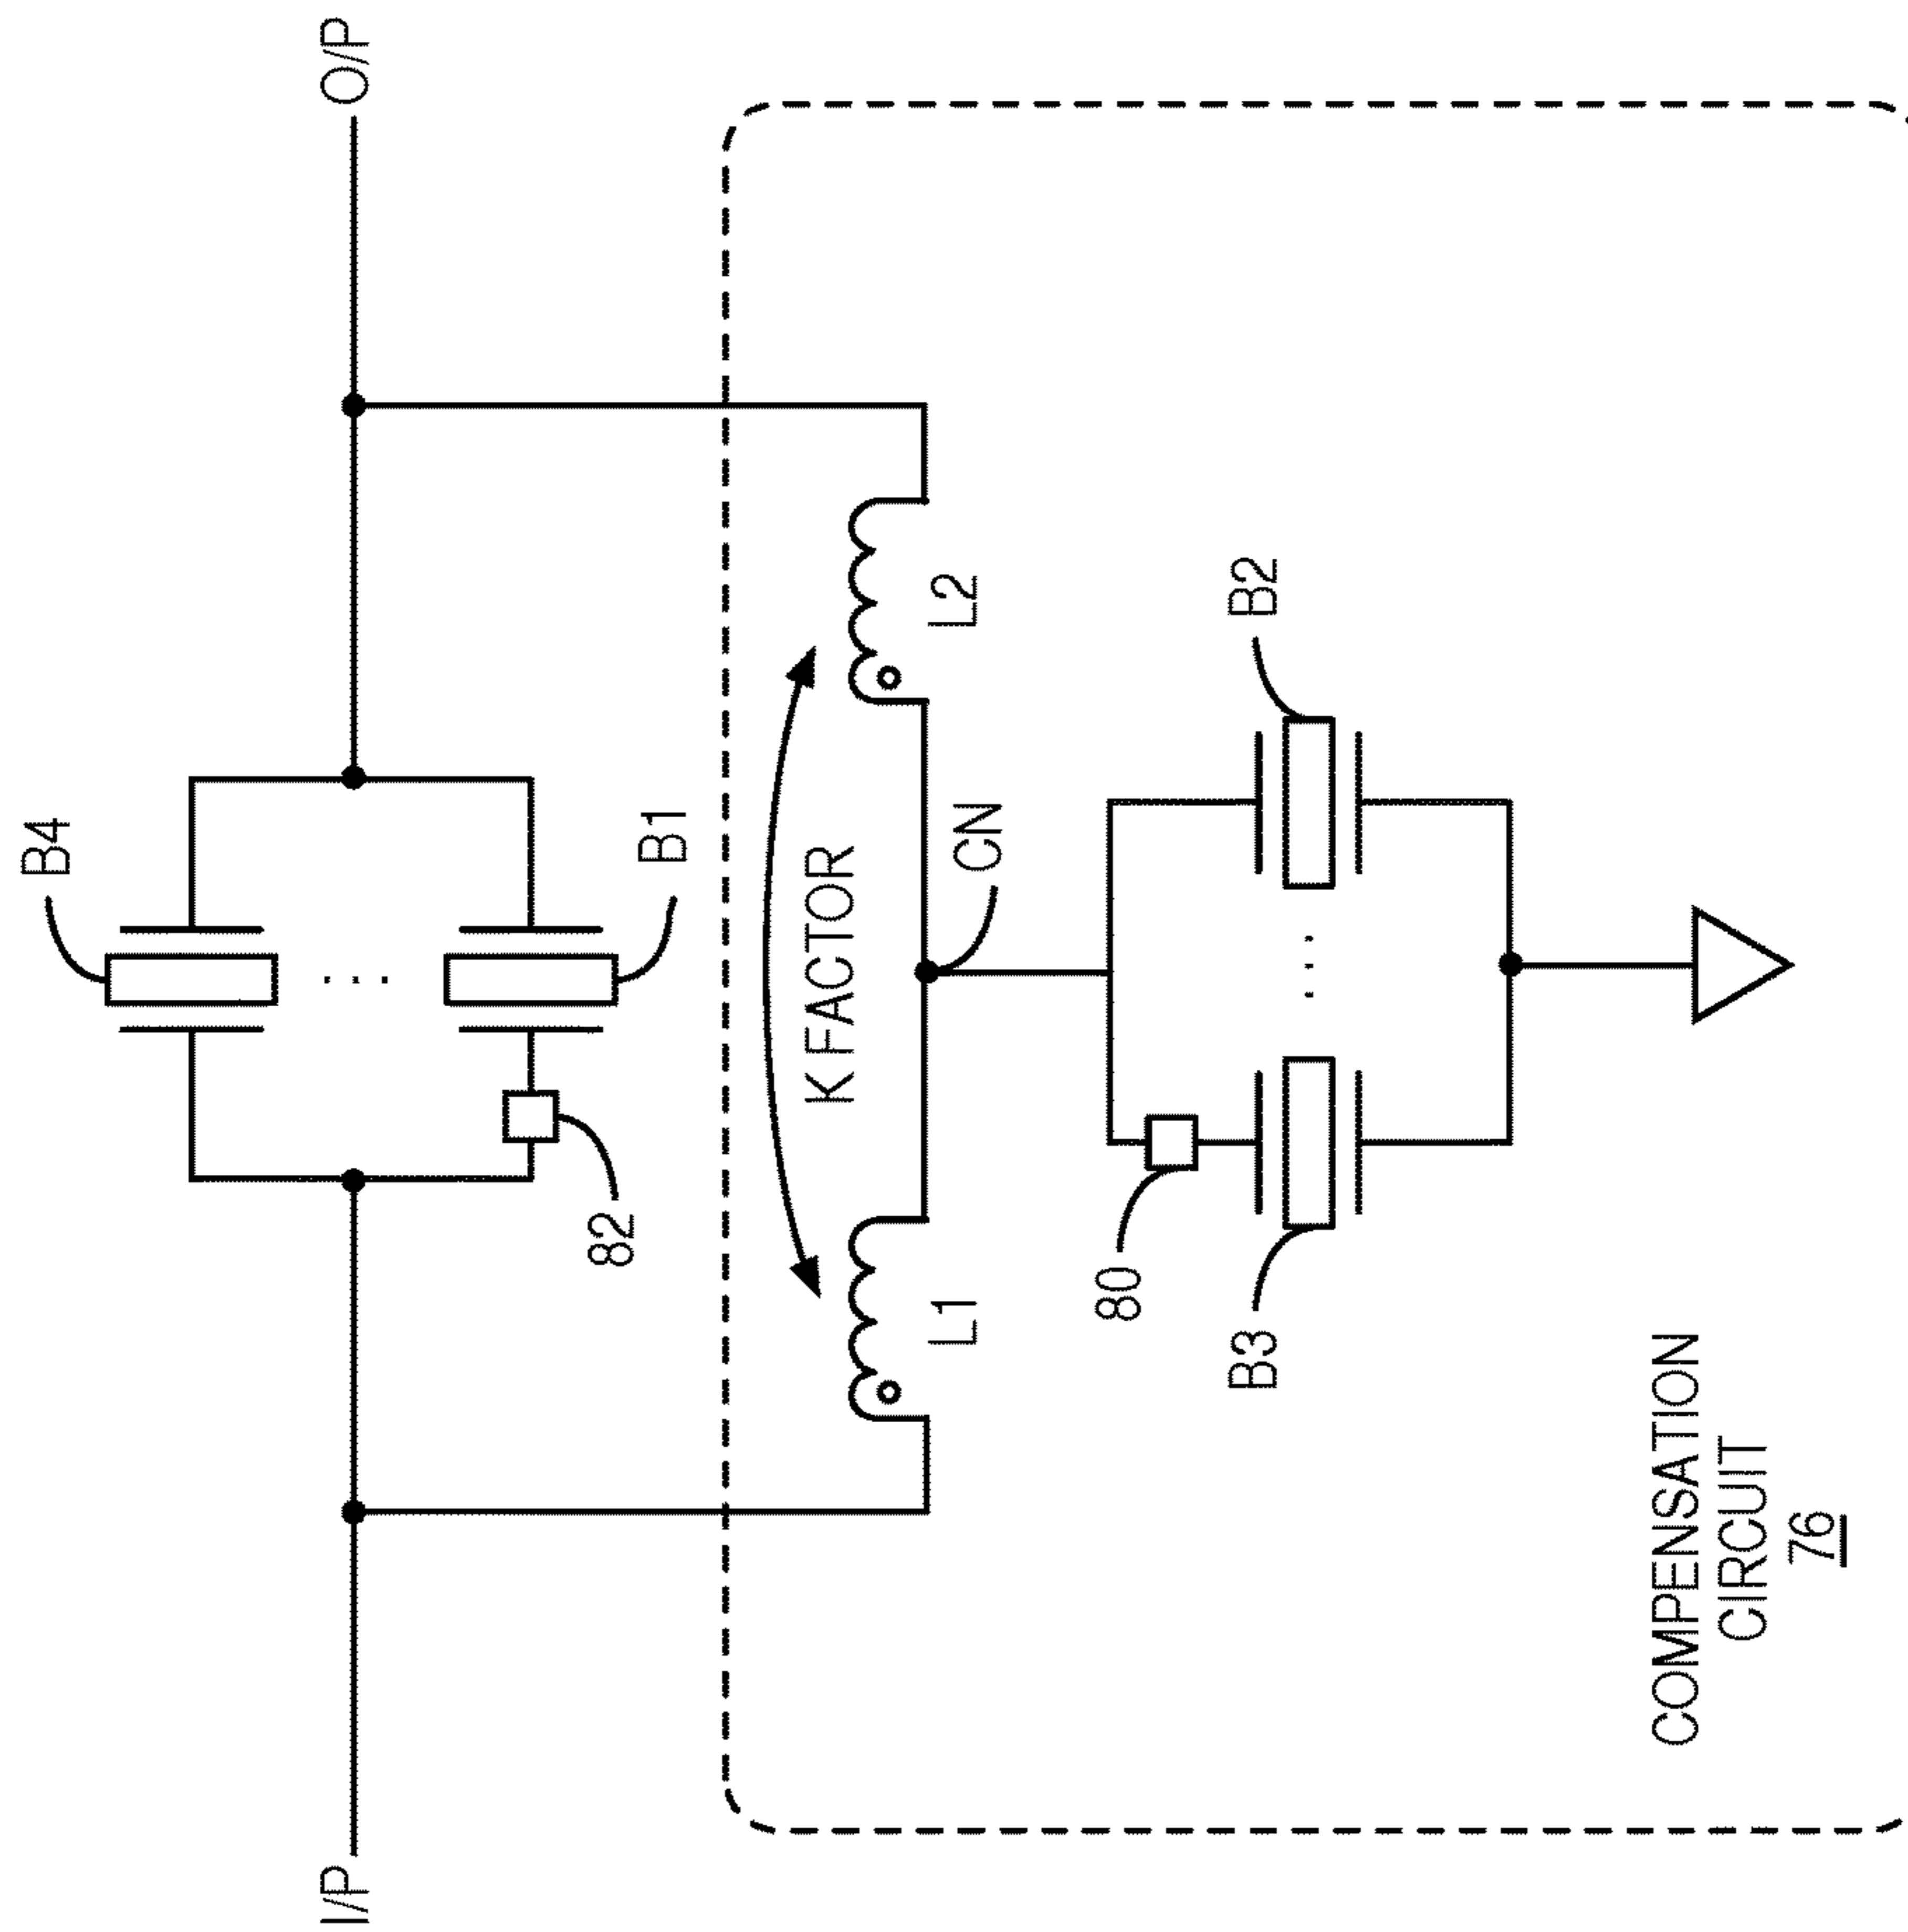 B4
I/P
O/P
B1
82
K FACTOR
L1
L2
CN
80
B3
B2
COMPENSATION
CIRCUIT
76